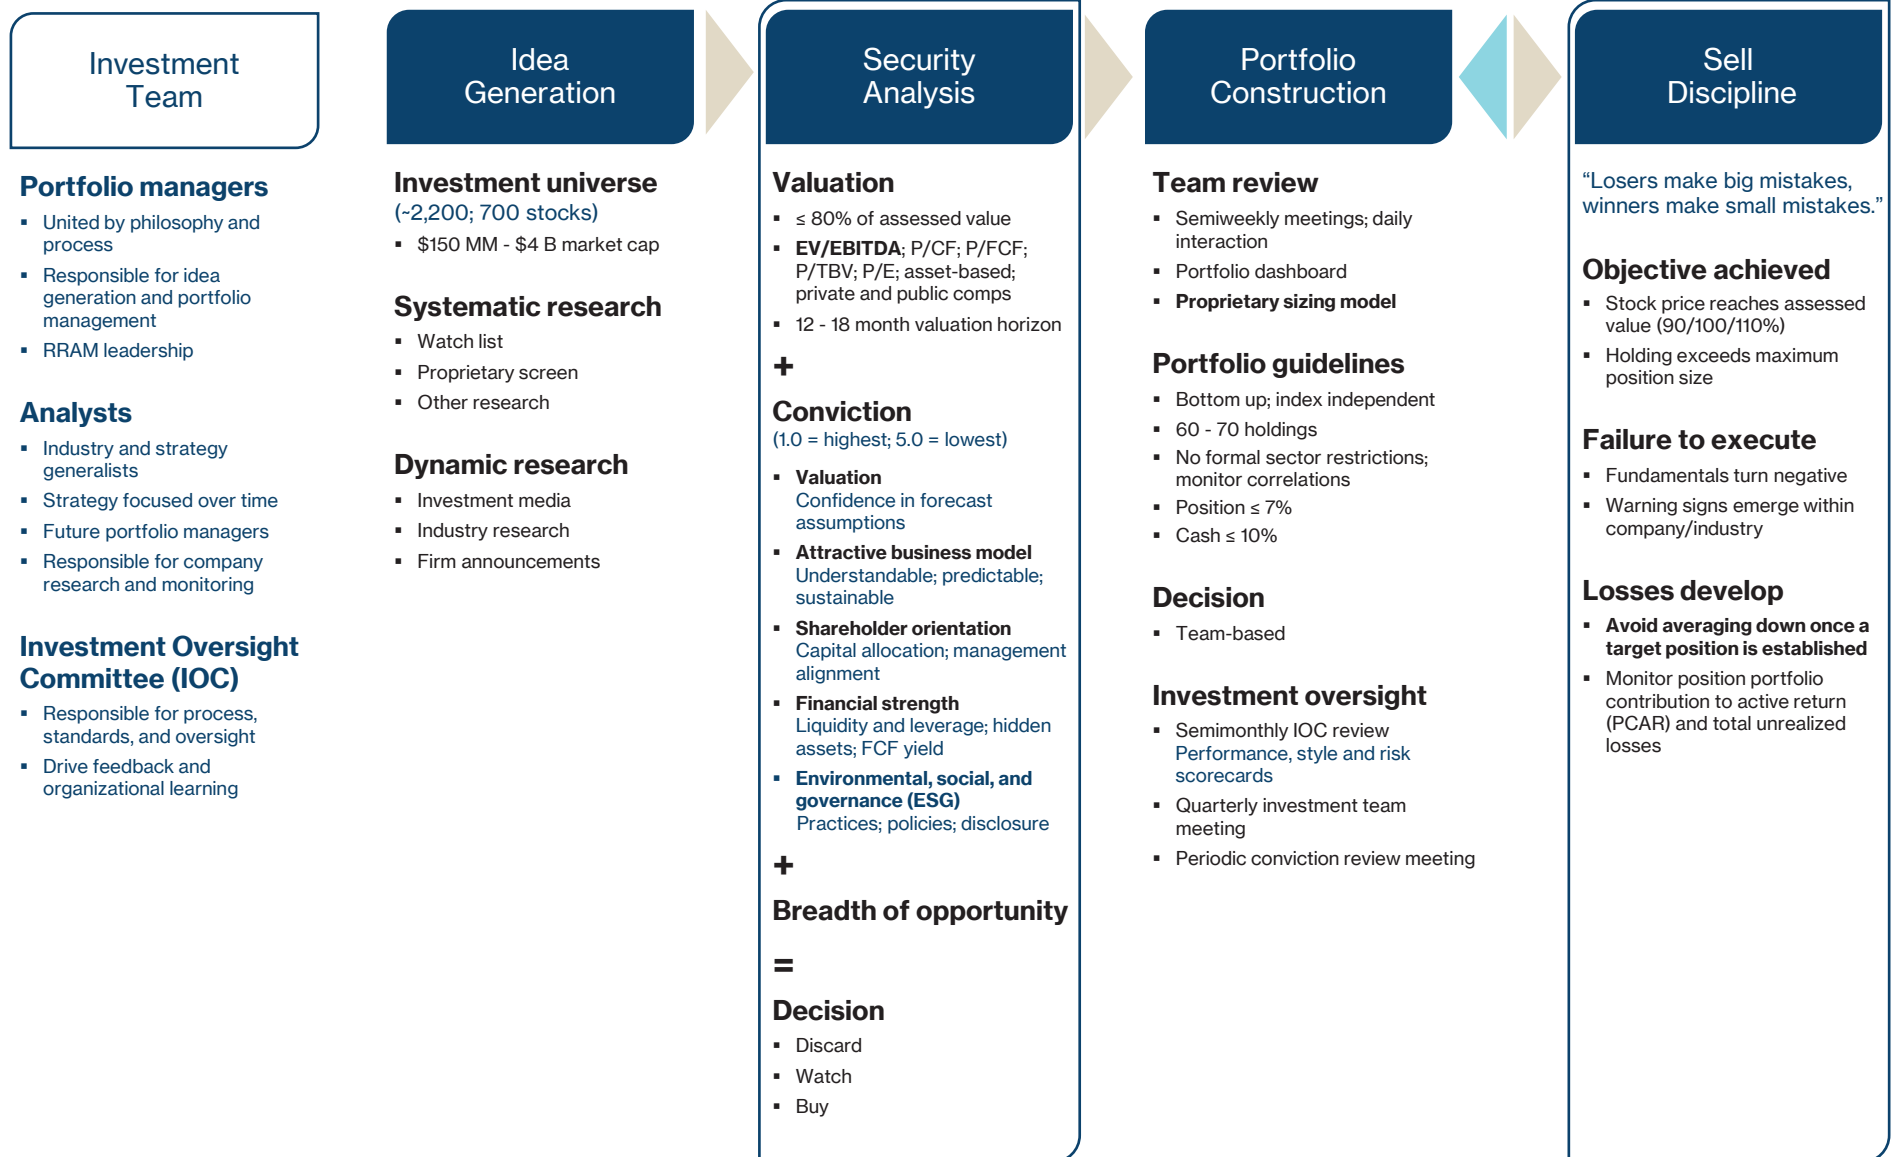 Investment
Team
Portfolio managers
▪ United by philosophy and
process
▪ Responsible for idea
generation and portfolio
management
▪ RRAM leadership
Analysts
▪ Industry and strategy
generalists
▪ Strategy focused over time
▪ Future portfolio managers
▪ Responsible for company
research and monitoring
Investment Oversight
Committee (IOC)
▪ Responsible for process,
standards, and oversight
▪ Drive feedback and
organizational learning
Idea
Generation
Investment universe
(~2,200; 700 stocks)
▪ $150 MM - $4 B market cap
Systematic research
▪ Watch list
▪ Proprietary screen
▪ Other research
Dynamic research
▪ Investment media
▪ Industry research
▪ Firm announcements
Security
Analysis
Valuation
▪ ≤ 80% of assessed value
▪ EV/EBITDA; P/CF; P/FCF;
P/TBV; P/E; asset-based;
private and public comps
▪ 12 - 18 month valuation horizon
+
Conviction
(1.0 = highest; 5.0 = lowest)
▪ Valuation
Confidence in forecast
assumptions
▪ Attractive business model
Understandable; predictable;
sustainable
▪ Shareholder orientation
Capital allocation; management
alignment
▪ Financial strength
Liquidity and leverage; hidden
assets; FCF yield
▪ Environmental, social, and
governance (ESG)
Practices; policies; disclosure
+
Breadth of opportunity
=
Decision
▪ Discard
▪ Watch
▪ Buy
Portfolio
Construction
Team review
▪ Semiweekly meetings; daily
interaction
▪ Portfolio dashboard
▪ Proprietary sizing model
Portfolio guidelines
▪ Bottom up; index independent
▪ 60 - 70 holdings
▪ No formal sector restrictions;
monitor correlations
▪ Position ≤ 7%
▪ Cash ≤ 10%
Decision
▪ Team-based
Investment oversight
▪ Semimonthly IOC review
Performance, style and risk
scorecards
▪ Quarterly investment team
meeting
▪ Periodic conviction review meeting
Sell
Discipline
“Losers make big mistakes,
winners make small mistakes.”
Objective achieved
▪ Stock price reaches assessed
value (90/100/110%)
▪ Holding exceeds maximum
position size
Failure to execute
▪ Fundamentals turn negative
▪ Warning signs emerge within
company/industry
Losses develop
▪ Avoid averaging down once a
target position is established
▪ Monitor position portfolio
contribution to active return
(PCAR) and total unrealized
losses